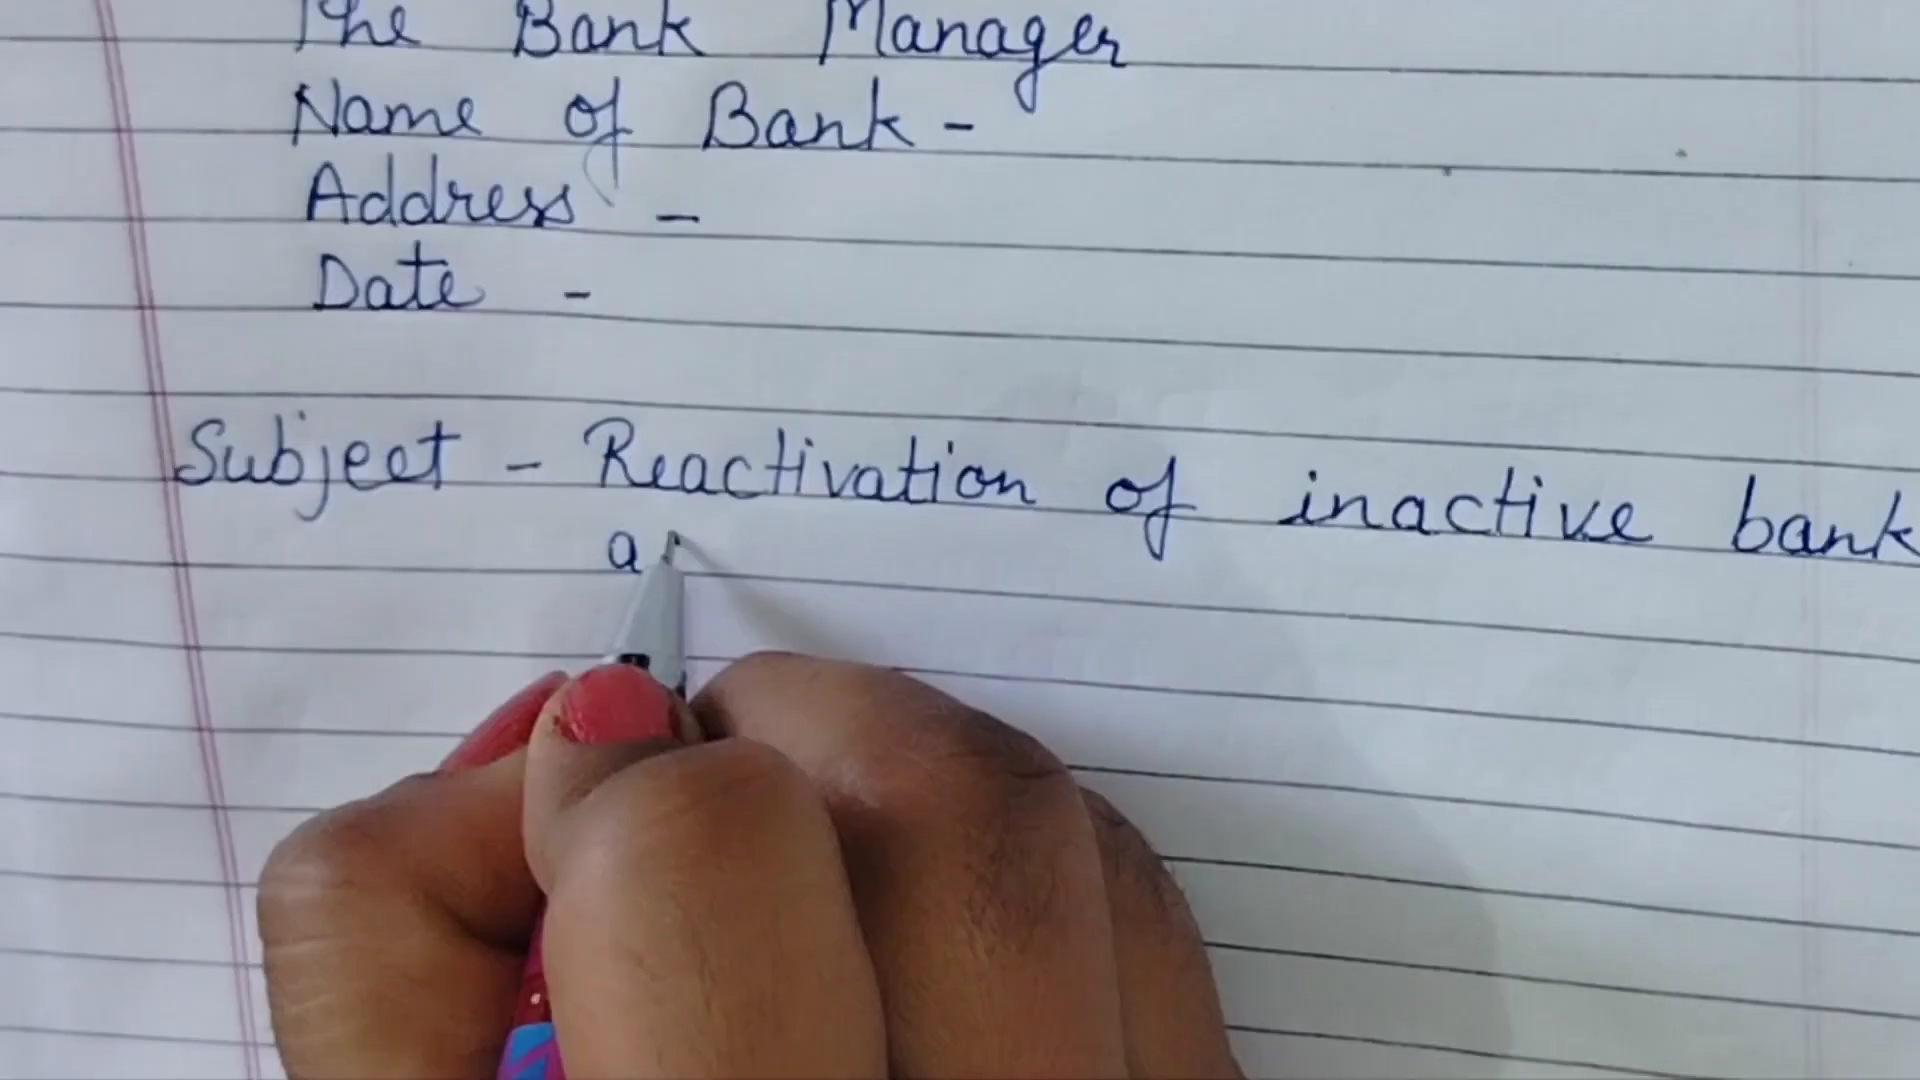 The Bank Manager
Name of Bank -
Address -
Date -
Subject - Reactivation of inactive bank
a